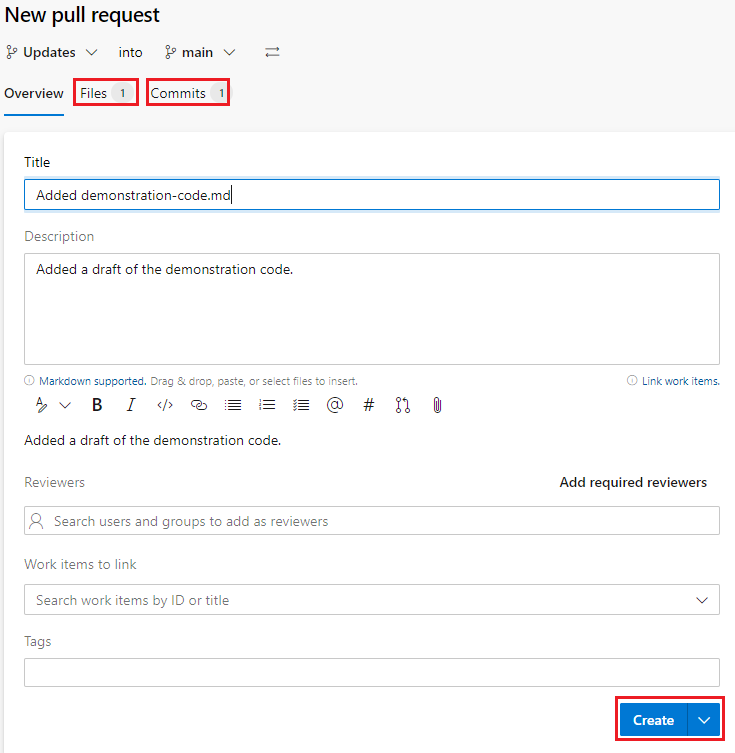 New pull request
Updates into main
Overview Files 1 Commits 1
Title
Added demonstration-code.md
Description
Added a draft of the demonstration code.
Markdown supported. Drag & drop, paste, or select files to insert. Link work items.
B I </> @ #
Added a draft of the demonstration code.
Reviewers Add required reviewers
Search users and groups to add as reviewers
Work items to link
Search work items by ID or title
Tags
Create